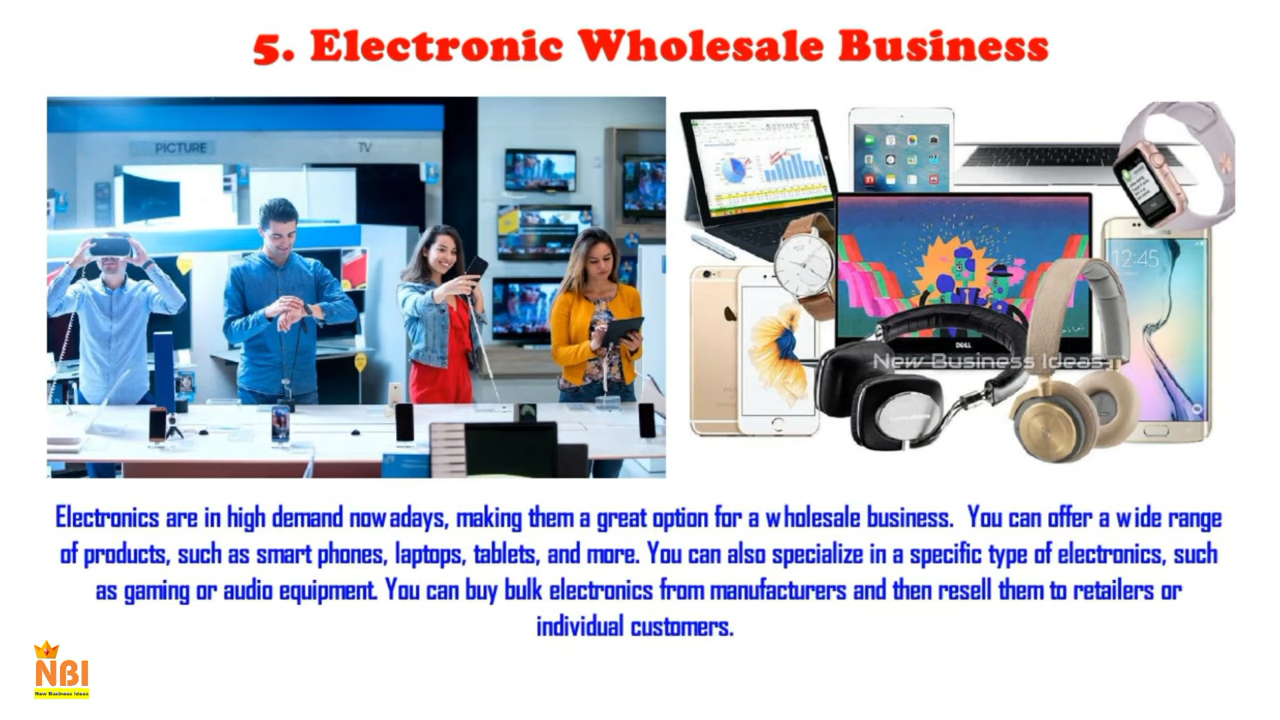 5. Electronic Wholesale Business
PICTURE
TV
12:45
DELL
New Business Ideas
Electronics are in high demand nowadays, making them a great option for a wholesale business. You can offer a wide range
of products, such as smart phones, laptops, tablets, and more. You can also specialize in a specific type of electronics, such
as gaming or audio equipment. You can buy bulk electronics from manufacturers and then resell them to retailers or
individual customers.
NBI
New Business Ideas